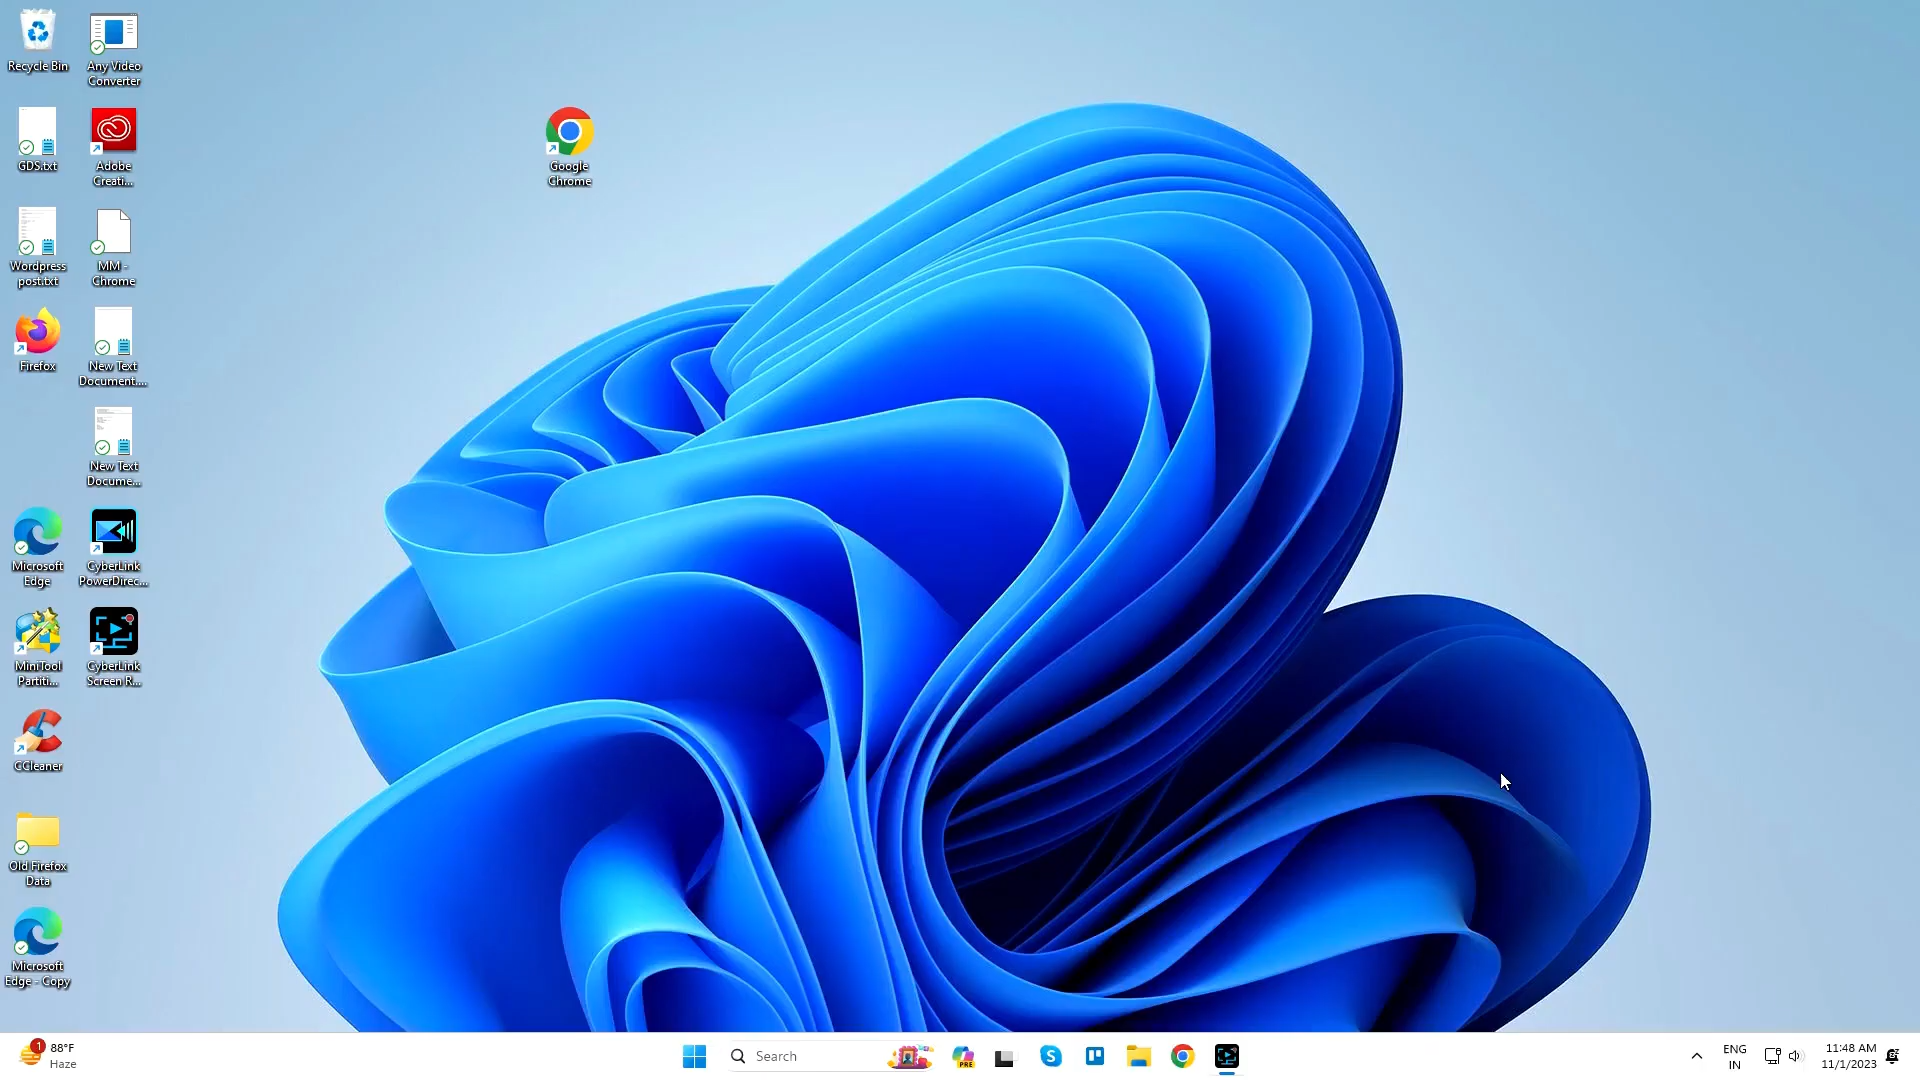 Recycle Bin
Any Video
Converter
GDS.txt
Adobe
Creati...
Google
Chrome
Wordpress
post.txt
MM -
Chrome
Firefox
New Text
Document....
New Text
Docume...
Microsoft
Edge
CyberLink
PowerDirec...
MiniTool
Partiti...
CyberLink
Screen R...
CCleaner
Old Firefox
Data
Microsoft
Edge - Copy
1
88°F
Haze
Search
PRE
ENG
IN
11:48 AM
11/1/2023